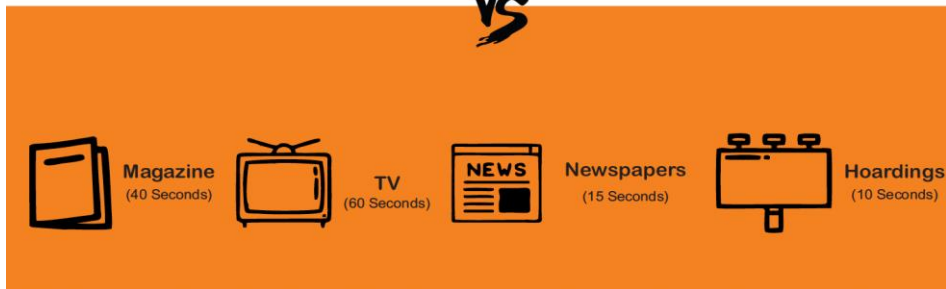 VS
Magazine
(40 Seconds)
TV
(60 Seconds)
NEWS
Newspapers
(15 Seconds)
Hoardings
(10 Seconds)